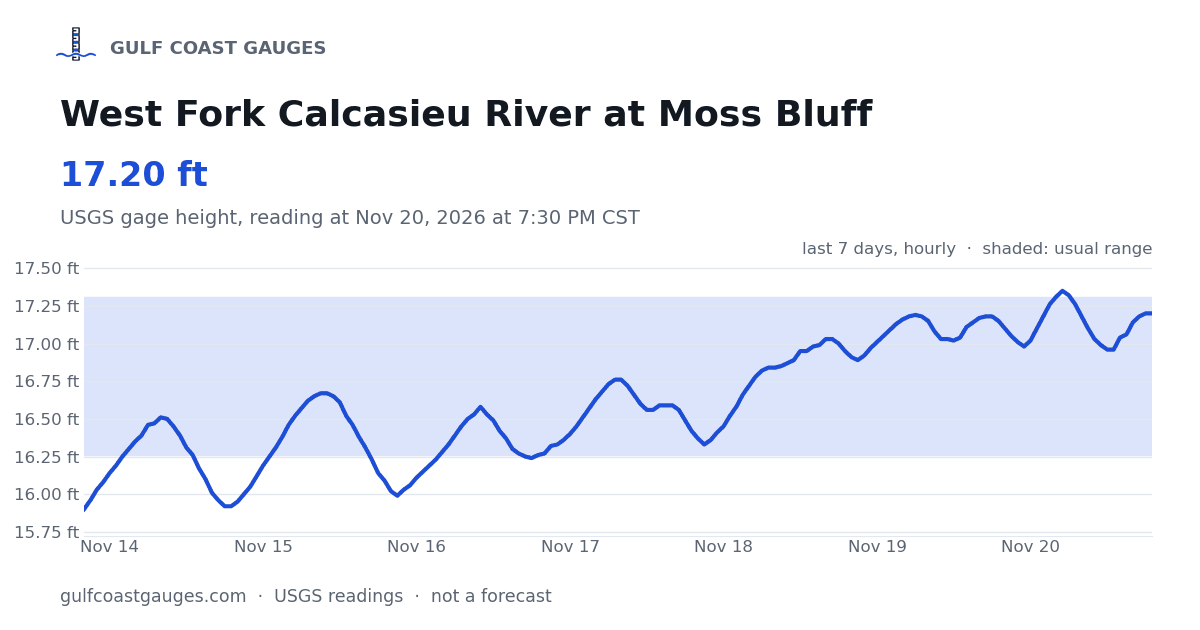 GULF COAST GAUGES
West Fork Calcasieu River at Moss Bluff
17.20 ft
USGS gage height, reading at Nov 20, 2026 at 7:30 PM CST
last 7 days, hourly · shaded: usual range
17.50 ft
17.25 ft
17.00 ft
16.75 ft
16.50 ft
16.25 ft
16.00 ft
15.75 ft
Nov 14 Nov 15 Nov 16 Nov 17 Nov 18 Nov 19 Nov 20
gulfcoastgauges.com · USGS readings · not a forecast